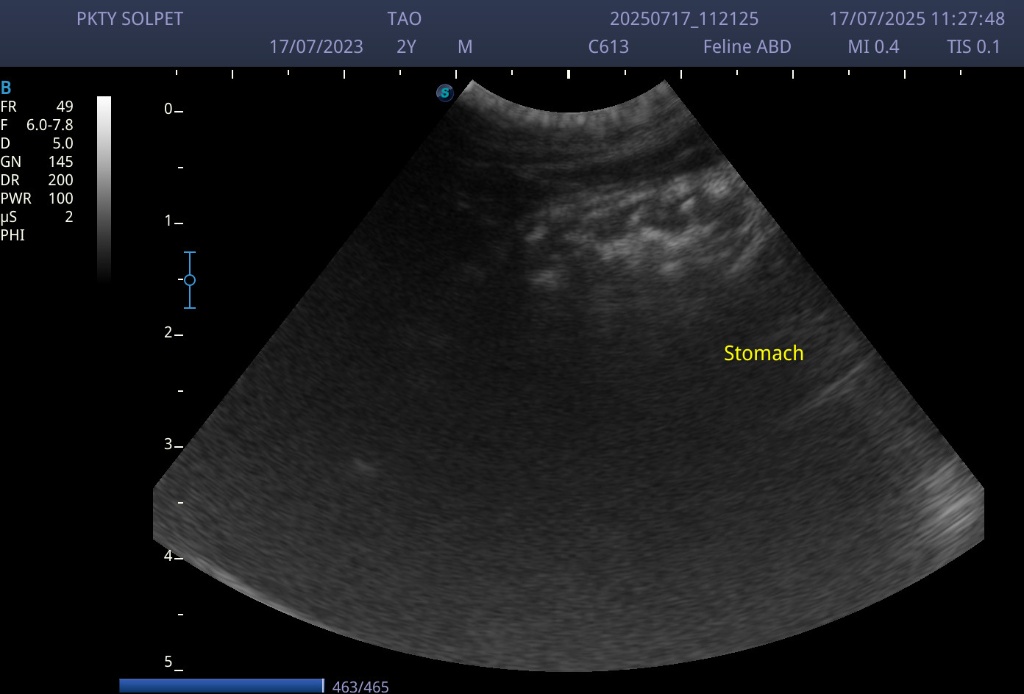 PKTY SOLPET TAO 20250717_112125 17/07/2025 11:27:48
17/07/2023 2Y M C613 Feline ABD MI 0.4 TIS 0.1
B
FR 49
F 6.0-7.8
D 5.0
GN 145
DR 200
PWR 100
µS 2
PHI
S
0
1
2
Stomach
3
4
5
463/465